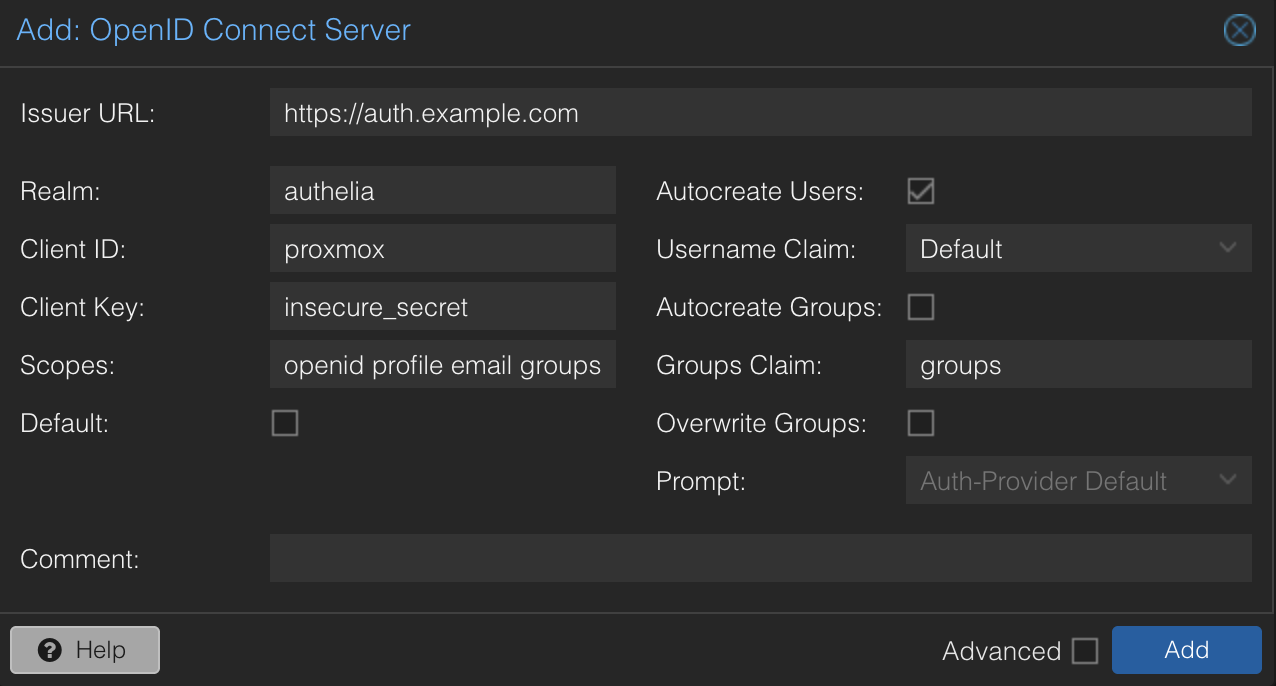 Add: OpenID Connect Server
Issuer URL: https://auth.example.com
Realm: authelia Autocreate Users:
Client ID: proxmox Username Claim: Default
Client Key: insecure_secret Autocreate Groups:
Scopes: openid profile email groups Groups Claim: groups
Default: Overwrite Groups:
Prompt: Auth-Provider Default
Comment:
Help Advanced Add